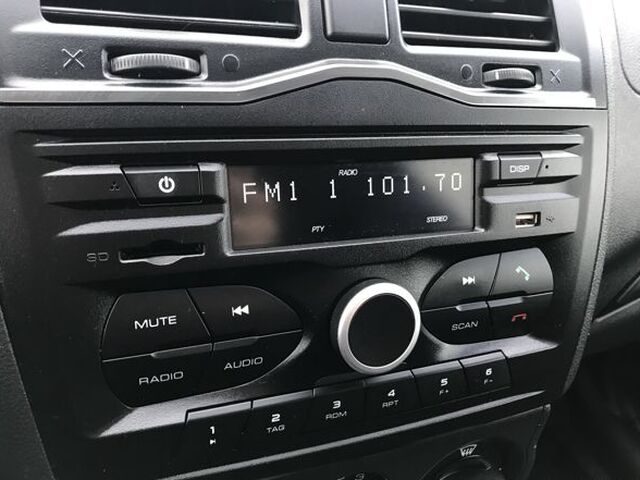 RADIO
FM1 1 101.70
PTY STEREO
DISP
SD
MUTE
RADIO
AUDIO
SCAN
1
2
TAG
3
RDM
4
RPT
5
F+
6
F-